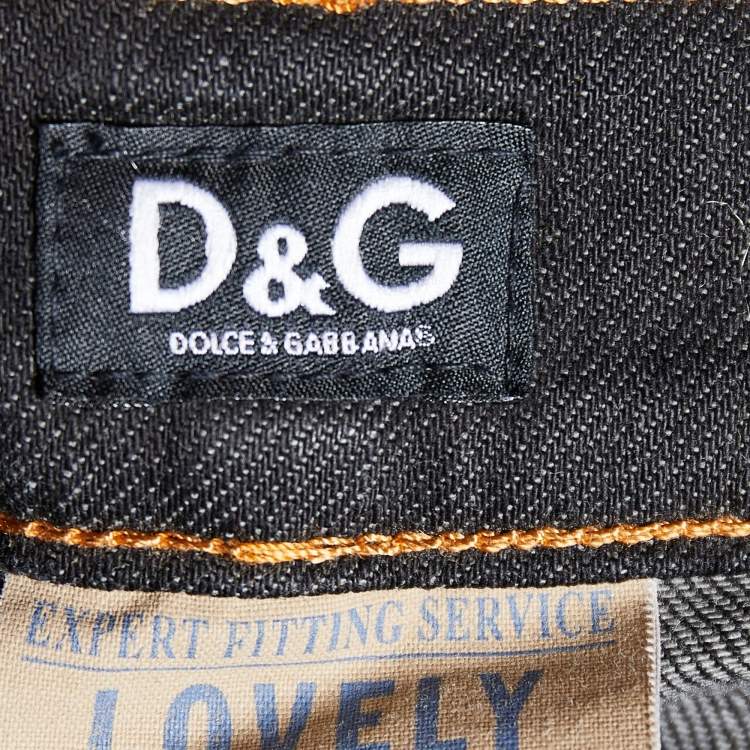 D&G
DOLCE & GABBANAS
EXPERT FITTING SERVICE
LOVELY